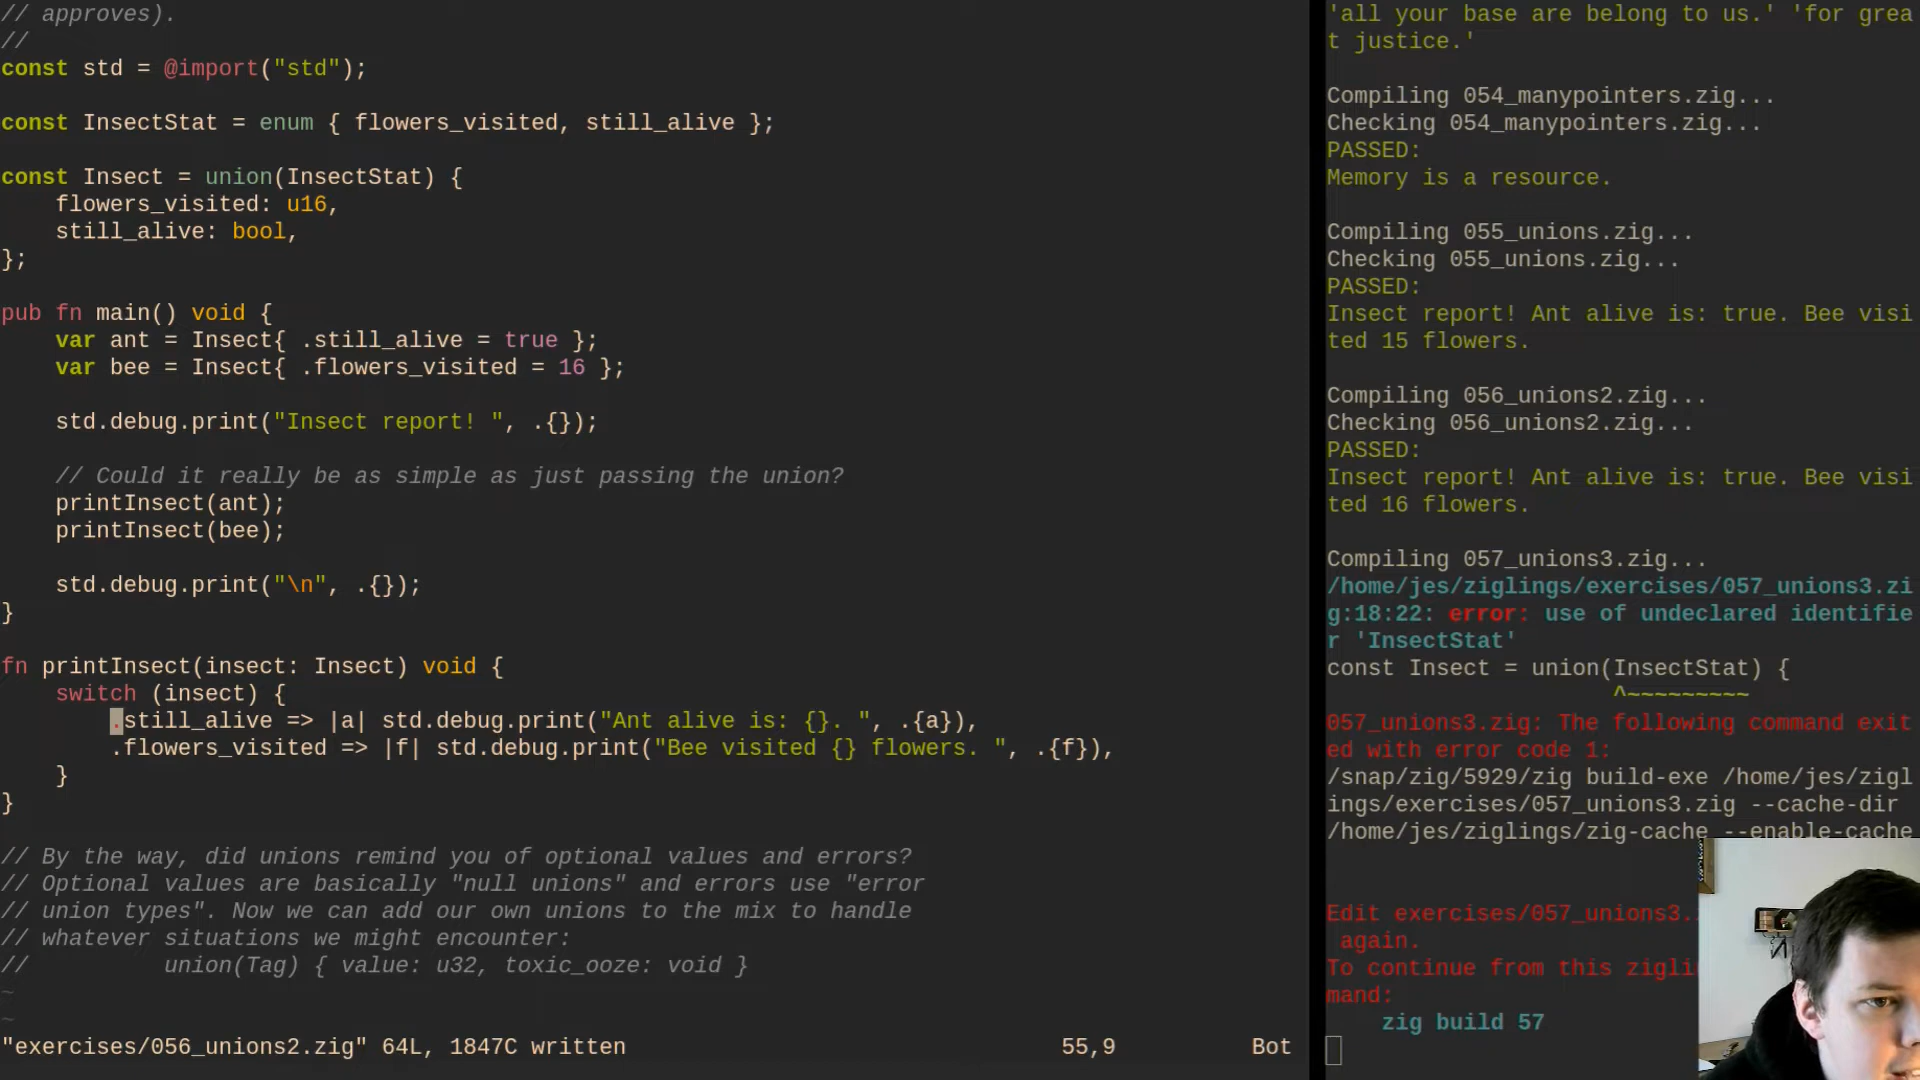 // approves).
//
const std = @import("std");
const InsectStat = enum { flowers_visited, still_alive };
const Insect = union(InsectStat) {
    flowers_visited: u16,
    still_alive: bool,
};
pub fn main() void {
    var ant = Insect{ .still_alive = true };
    var bee = Insect{ .flowers_visited = 16 };
    std.debug.print("Insect report! ", .{});
    // Could it really be as simple as just passing the union?
    printInsect(ant);
    printInsect(bee);
    std.debug.print("\n", .{});
}
fn printInsect(insect: Insect) void {
    switch (insect) {
        .still_alive => |a| std.debug.print("Ant alive is: {}. ", .{a}),
        .flowers_visited => |f| std.debug.print("Bee visited {} flowers. ", .{f}),
    }
}
// By the way, did unions remind you of optional values and errors?
// Optional values are basically "null unions" and errors use "error
// union types". Now we can add our own unions to the mix to handle
// whatever situations we might encounter:
//          union(Tag) { value: u32, toxic_ooze: void }
~
~
"exercises/056_unions2.zig" 64L, 1847C written 55,9 Bot
'all your base are belong to us.' 'for grea
t justice.'
Compiling 054_manypointers.zig...
Checking 054_manypointers.zig...
PASSED:
Memory is a resource.
Compiling 055_unions.zig...
Checking 055_unions.zig...
PASSED:
Insect report! Ant alive is: true. Bee visi
ted 15 flowers.
Compiling 056_unions2.zig...
Checking 056_unions2.zig...
PASSED:
Insect report! Ant alive is: true. Bee visi
ted 16 flowers.
Compiling 057_unions3.zig...
/home/jes/ziglings/exercises/057_unions3.zi
g:18:22: error: use of undeclared identifie
r 'InsectStat'
const Insect = union(InsectStat) {
                     ^~~~~~~~~~
057_unions3.zig: The following command exit
ed with error code 1:
/snap/zig/5929/zig build-exe /home/jes/zigl
ings/exercises/057_unions3.zig --cache-dir
/home/jes/ziglings/zig-cache --enable-cache
Edit exercises/057_unions3.
 again.
To continue from this zigli
mand:
    zig build 57